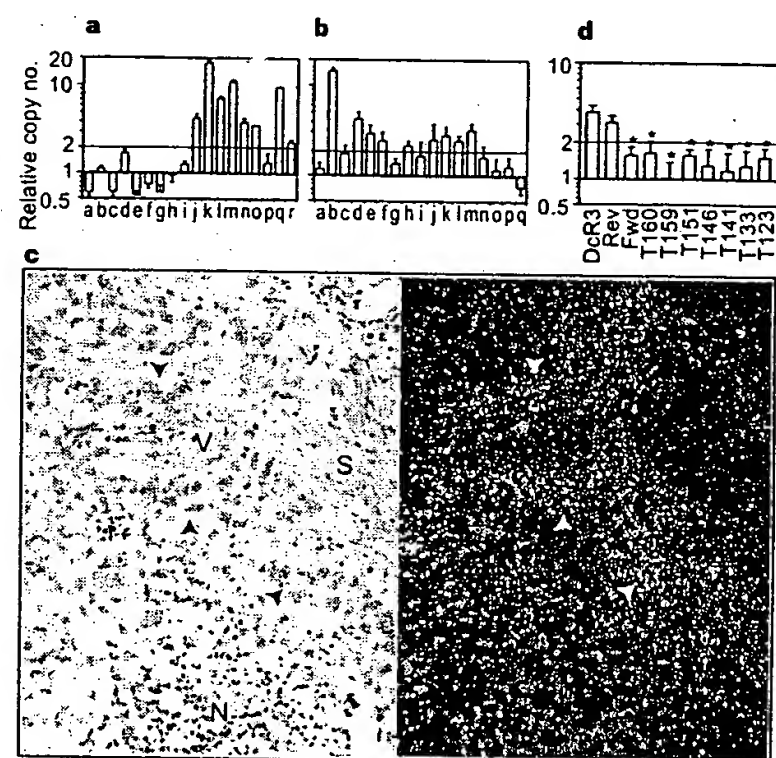 a
b
d
Relative copy no.
20
10
2
1
0.5
abcdefghijklmnopqr
abcdefghijklmnopq
10
2
1
0.5
DcR3
Rev
Fwd
T160
T159
T151
T146
T141
T133
T123
c
V
S
N